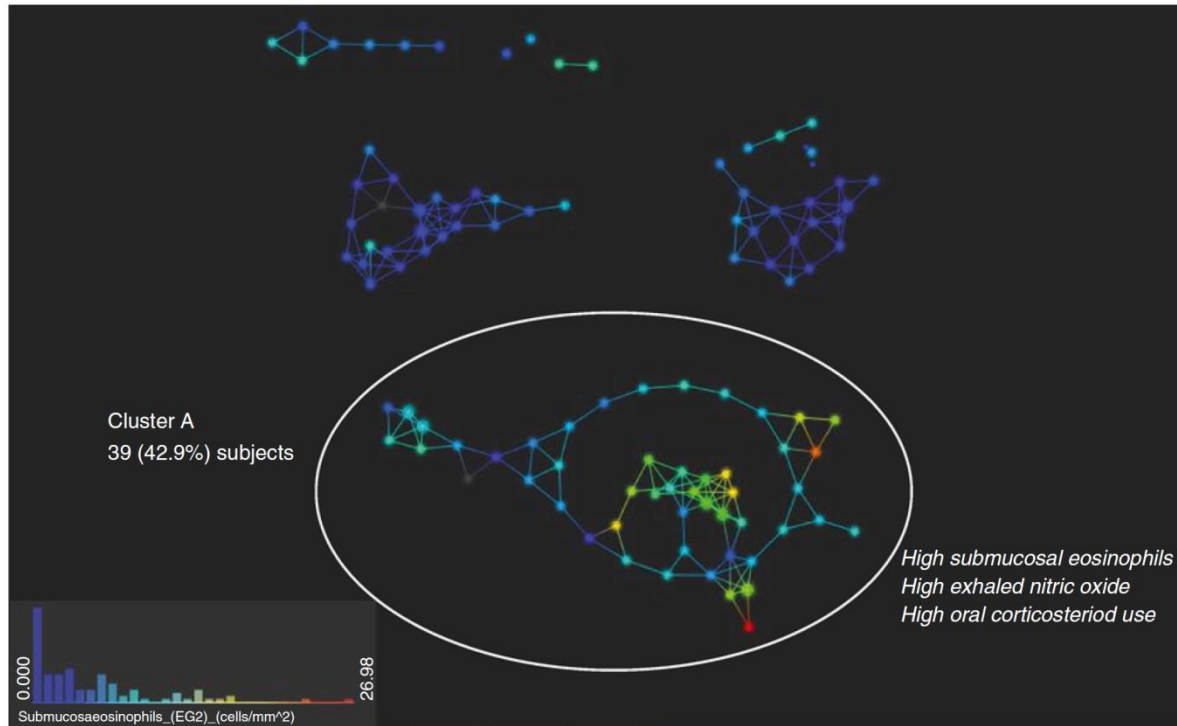 Cluster A
39 (42.9%) subjects
High submucosal eosinophils
High exhaled nitric oxide
High oral corticosteriod use
0.000
26.98
Submucosaeosinophils_(EG2)_(cells/mm^2)